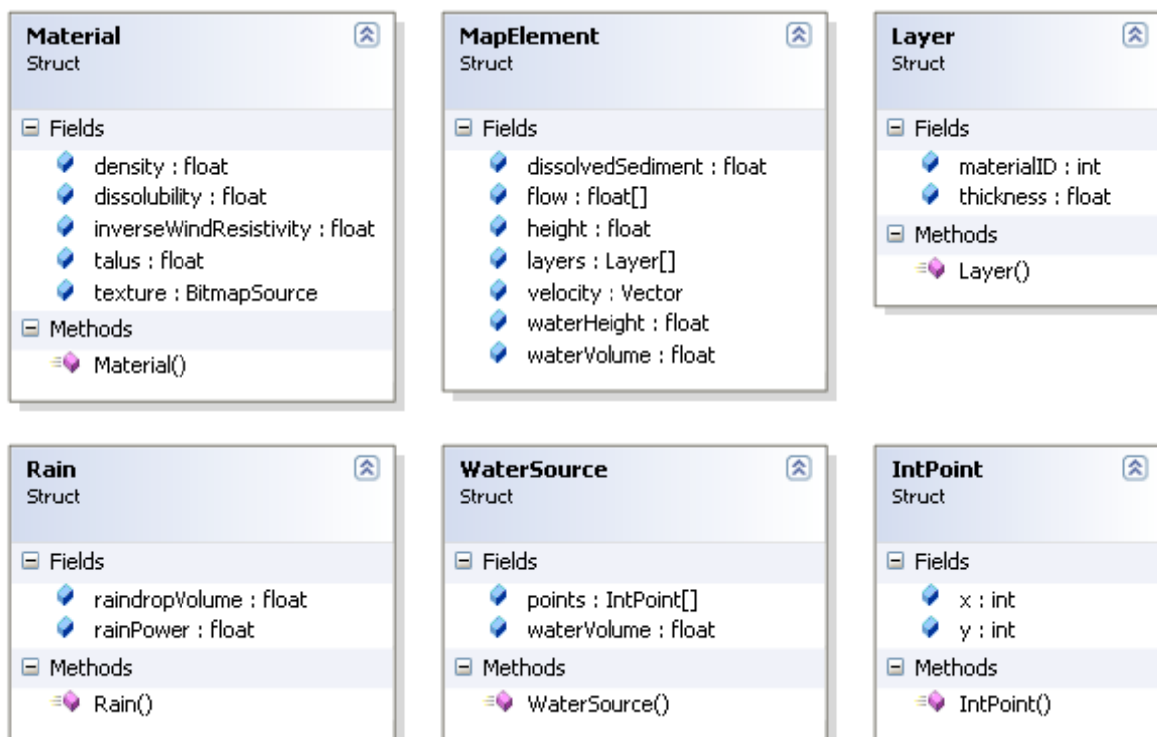 Material
Struct
Fields
density : float
dissolubility : float
inverseWindResistivity : float
talus : float
texture : BitmapSource
Methods
Material()
MapElement
Struct
Fields
dissolvedSediment : float
flow : float[]
height : float
layers : Layer[]
velocity : Vector
waterHeight : float
waterVolume : float
Layer
Struct
Fields
materialID : int
thickness : float
Methods
Layer()
Rain
Struct
Fields
raindropVolume : float
rainPower : float
Methods
Rain()
WaterSource
Struct
Fields
points : IntPoint[]
waterVolume : float
Methods
WaterSource()
IntPoint
Struct
Fields
x : int
y : int
Methods
IntPoint()